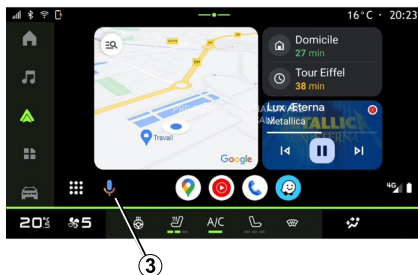 16°C · 20:23
Domicile
27 min
Tour Eiffel
38 min
Travail
Google
Lux Æterna
Metallica
METALLICA
4G
20.5
5
A/C
3